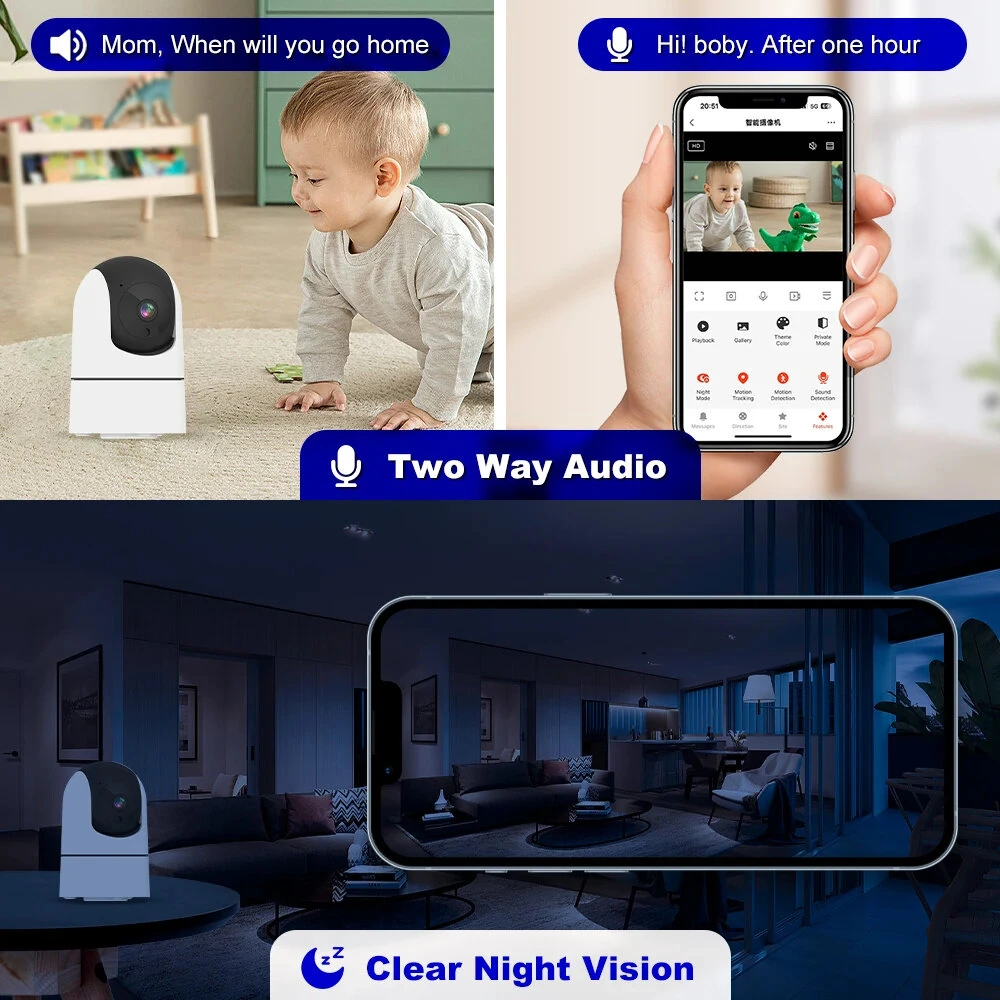 Mom, When will you go home
Hi! boby. After one hour
20:51
5G
智能摄像机
HD
Playback
Gallery
Theme Color
Private Mode
Night Mode
Motion Tracking
Motion Detection
Sound Detection
Messages
Direction
Site
Features
Two Way Audio
zZ
Clear Night Vision